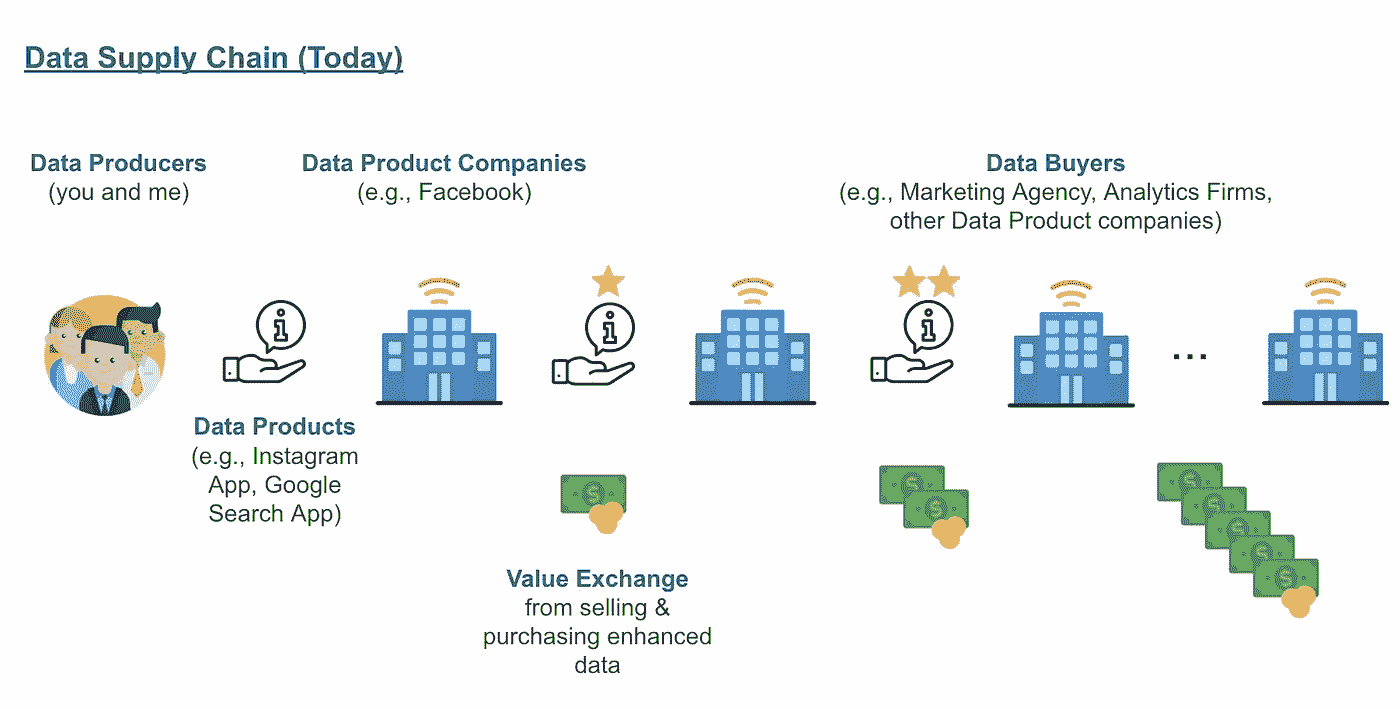 Data Supply Chain (Today)
Data Producers
(you and me)
Data Product Companies
(e.g., Facebook)
Data Buyers
(e.g., Marketing Agency, Analytics Firms,
other Data Product companies)
Data Products
(e.g., Instagram
App, Google
Search App)
...
Value Exchange
from selling &
purchasing enhanced
data